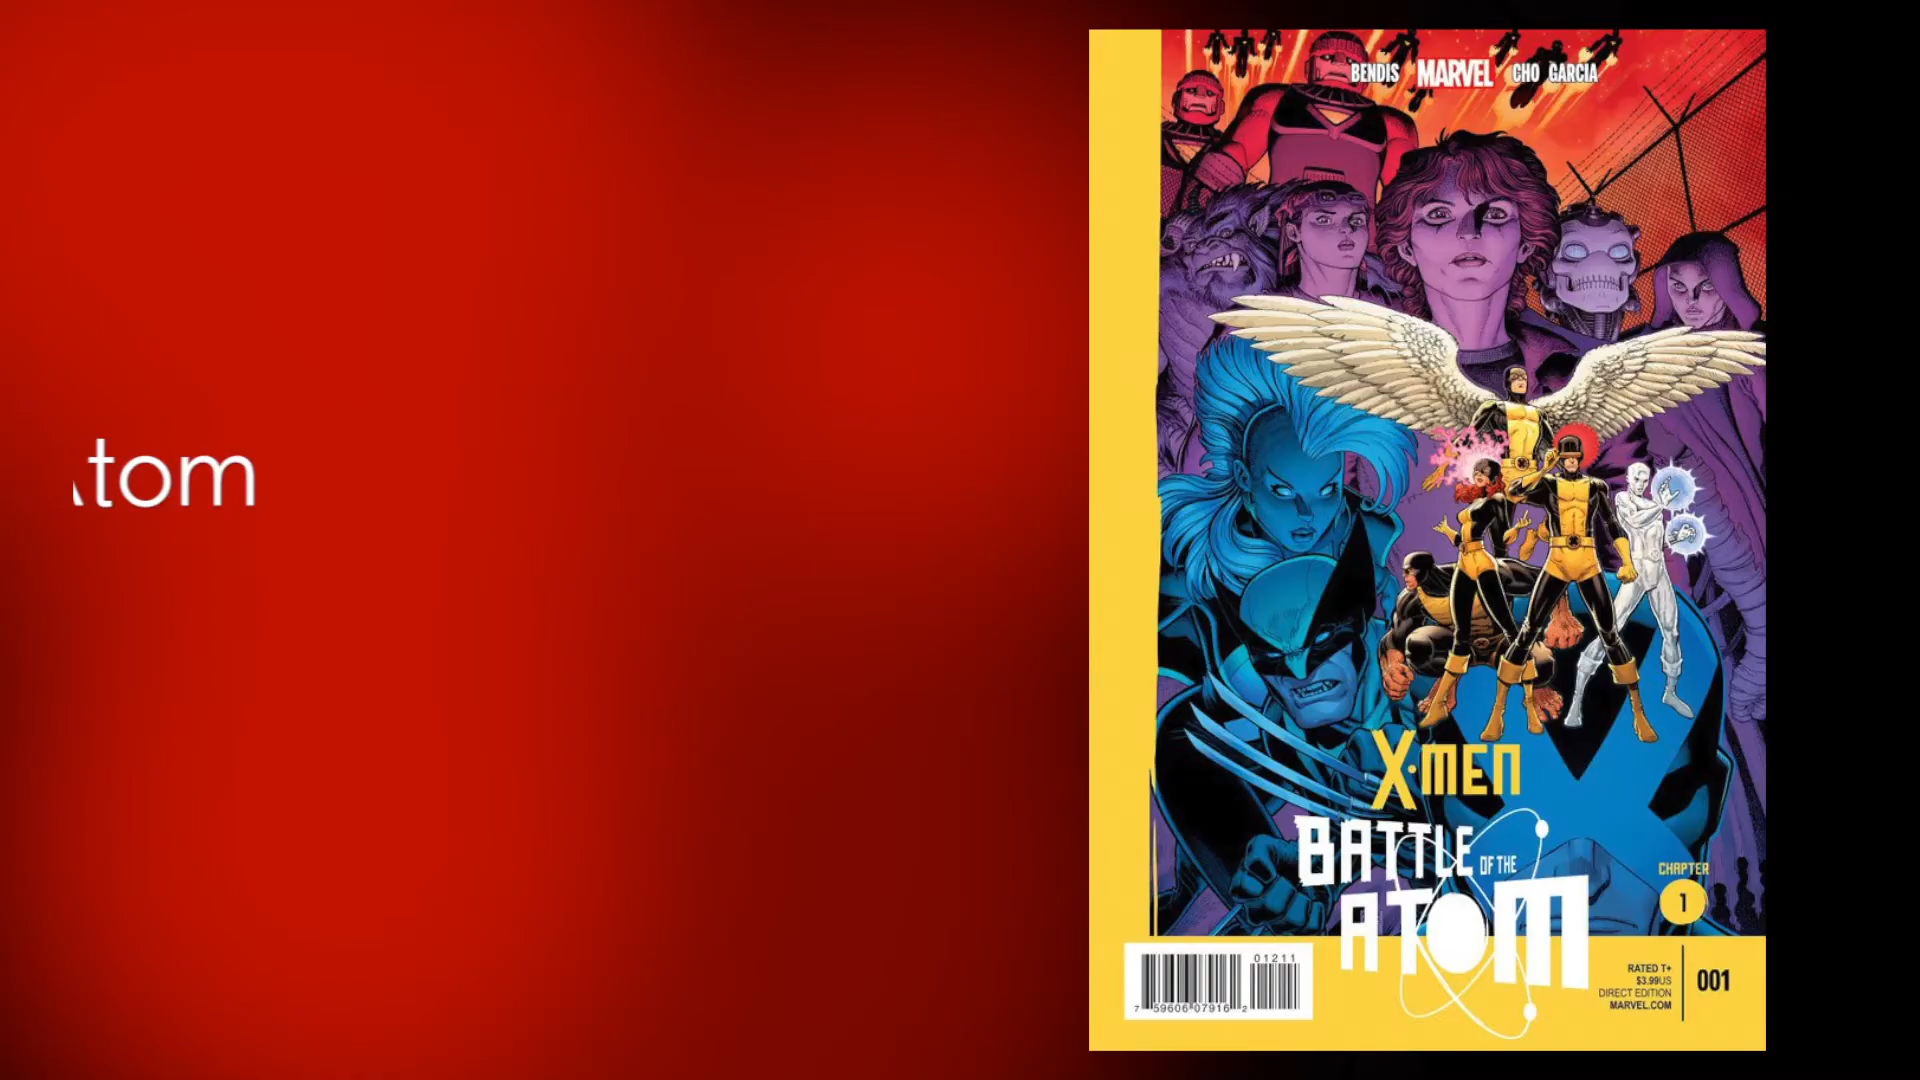 tom
BENDIS MARVEL CHO GARCIA
X·MEN
BATTLE OF THE
ATOM
CHAPTER
1
01211
7 59606 07916 2
RATED T+
$3.99US
DIRECT EDITION
MARVEL.COM
001